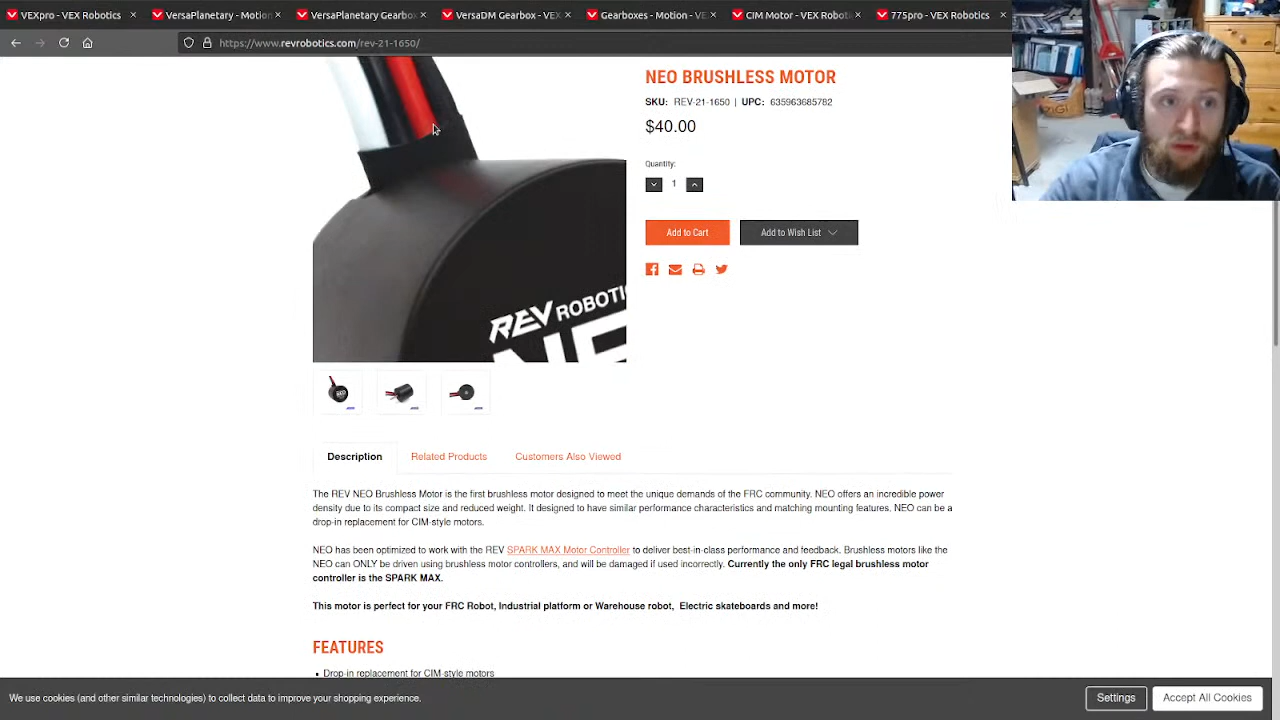 VEXpro - VEX Robotics
VersaPlanetary - Motion
VersaPlanetary Gearbox
VersaDM Gearbox
Gearboxes - Motion - VE
CIM Motor - VEX Robot
775pro - VEX Robot
https://www.revrobotics.com/rev-21-1650/
NEO BRUSHLESS MOTOR
SKU: REV-21-1650 | UPC: 635963685782
$40.00
Quantity:
1
Add to Cart
Add to Wish List
REV ROBOTIC
NE
Description
Related Products
Customers Also Viewed
The REV NEO Brushless Motor is the first brushless motor designed to meet the unique demands of the FRC community. NEO offers an incredible power
density due to its compact size and reduced weight. It designed to have similar performance characteristics and matching mounting features. NEO can be a
drop-in replacement for CIM-style motors.
NEO has been optimized to work with the REV SPARK MAX Motor Controller to deliver best-in-class performance and feedback. Brushless motors like the
NEO can ONLY be driven using brushless motor controllers, and will be damaged if used incorrectly. Currently the only FRC legal brushless motor
controller is the SPARK MAX.
This motor is perfect for your FRC Robot, Industrial platform or Warehouse robot, Electric skateboards and more!
FEATURES
Drop-in replacement for CIM-style motors
We use cookies (and other similar technologies) to collect data to improve your shopping experience.
Settings
Accept All Cookies